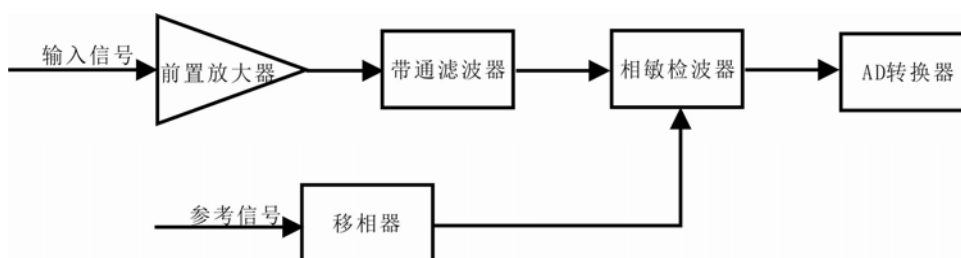 输入信号
前置放大器
带通滤波器
相敏检波器
AD转换器
参考信号
移相器